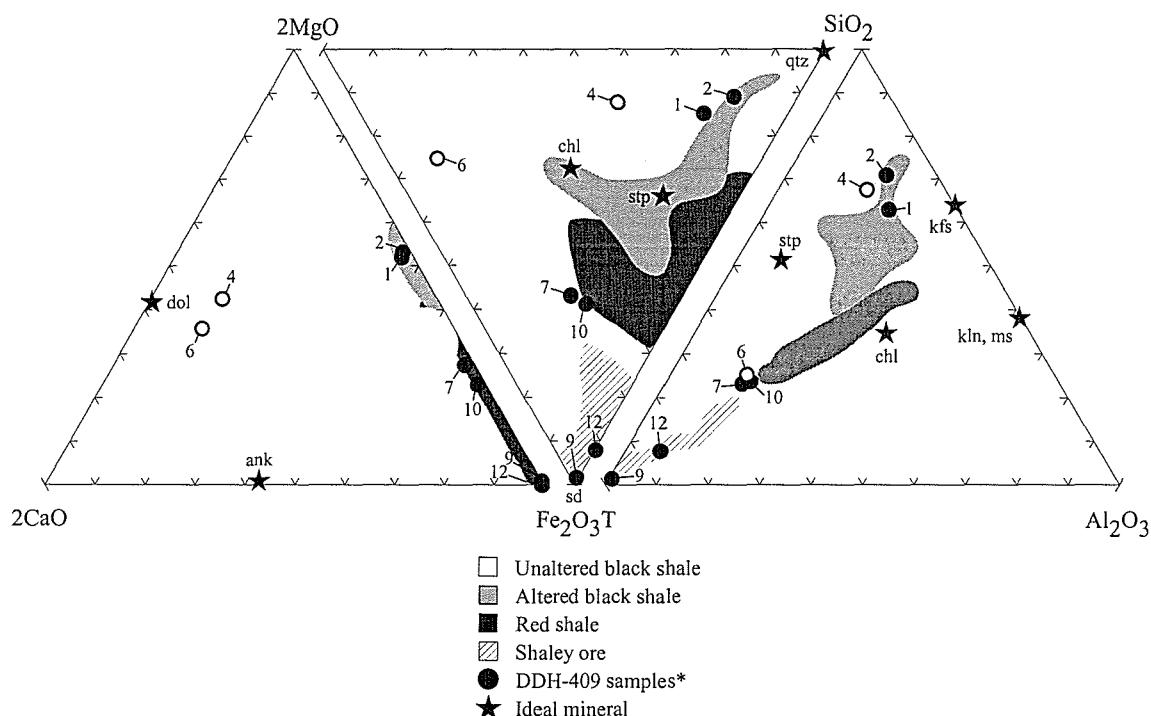 2MgO
SiO2
qtz
4
1
2
6
chl
stp
2
4
1
kfs
stp
2
1
4
dol
6
7
10
kln, ms
chl
6
7
10
7
10
9
12
12
9
ank
9
12
sd
2CaO
Fe2O3T
Al2O3
Unaltered black shale
Altered black shale
Red shale
Shaley ore
DDH-409 samples*
Ideal mineral